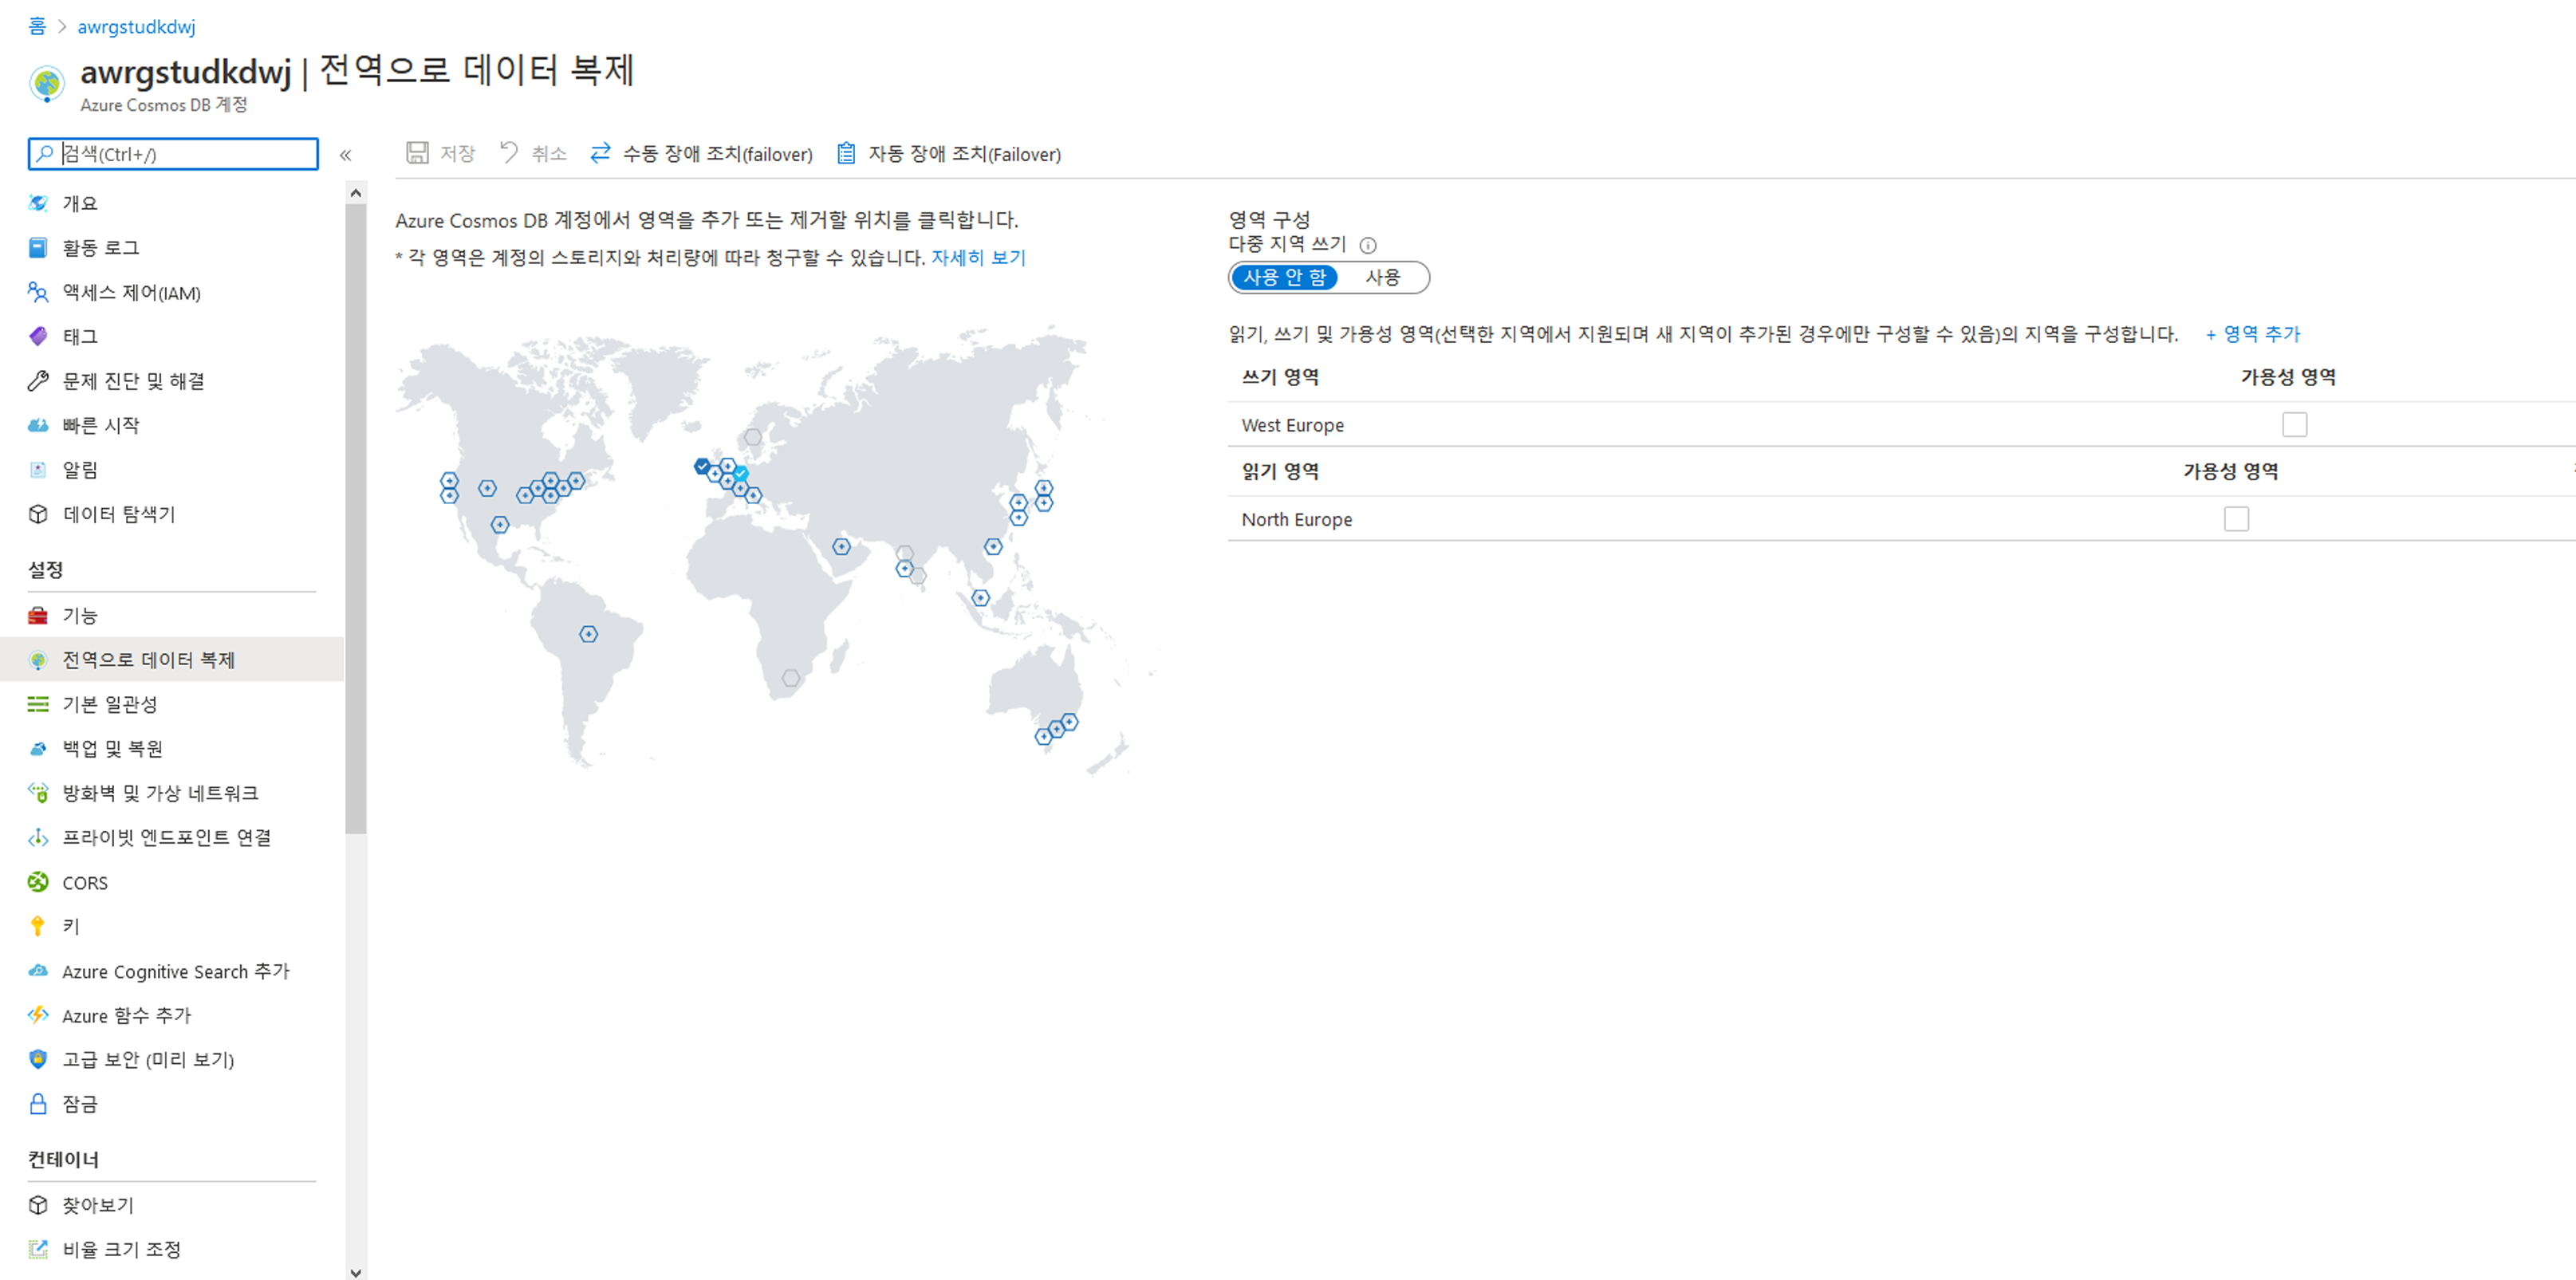 홈 > awrgstudkdwj
awrgstudkdwj | 전역으로 데이터 복제
Azure Cosmos DB 계정
검색(Ctrl+/)
«
저장
취소
수동 장애 조치(failover)
자동 장애 조치(Failover)
개요
활동 로그
액세스 제어(IAM)
태그
문제 진단 및 해결
빠른 시작
알림
데이터 탐색기
설정
기능
전역으로 데이터 복제
기본 일관성
백업 및 복원
방화벽 및 가상 네트워크
프라이빗 엔드포인트 연결
CORS
키
Azure Cognitive Search 추가
Azure 함수 추가
고급 보안 (미리 보기)
잠금
컨테이너
찾아보기
비율 크기 조정
Azure Cosmos DB 계정에서 영역을 추가 또는 제거할 위치를 클릭합니다.
* 각 영역은 계정의 스토리지와 처리량에 따라 청구할 수 있습니다. 자세히 보기
영역 구성
다중 지역 쓰기
사용 안 함 사용
읽기, 쓰기 및 가용성 영역(선택한 지역에서 지원되며 새 지역이 추가된 경우에만 구성할 수 있음)의 지역을 구성합니다. + 영역 추가
쓰기 영역 가용성 영역
West Europe
읽기 영역 가용성 영역
North Europe